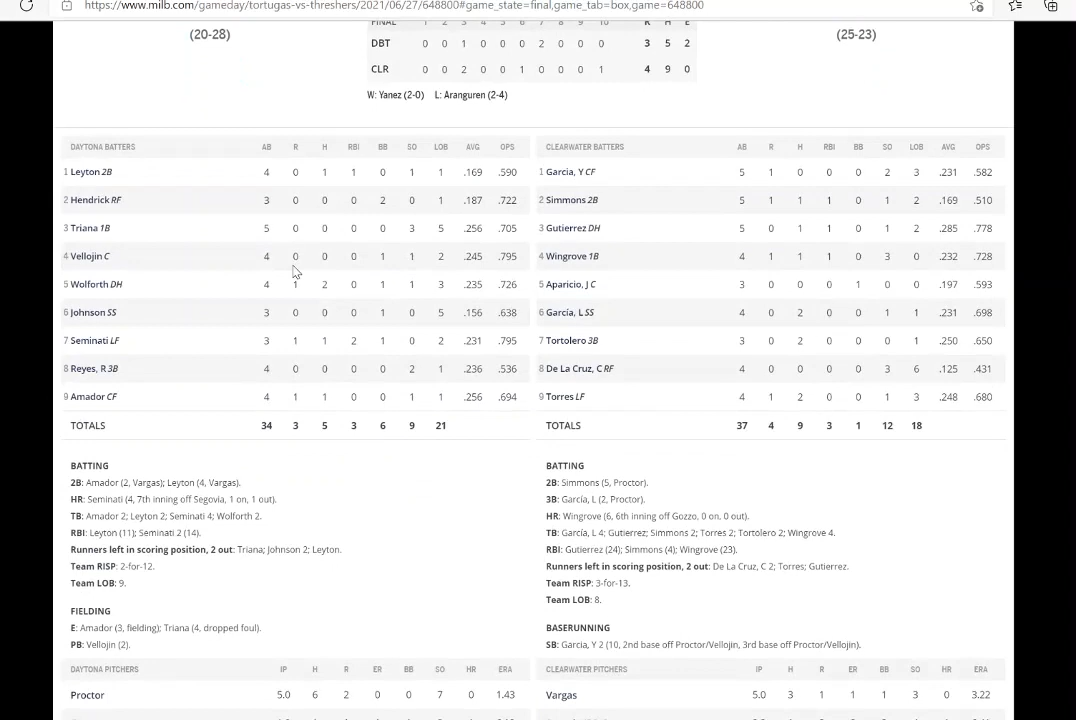 https://www.milb.com/gameday/tortugas-vs-threshers/2021/06/27/648800#game_state=final,game_tab=box,game=648800
(20-28)
FINAL 1 2 3 4 5 6 7 8 9 10 R H E
DBT 0 0 1 0 0 0 2 0 0 0 3 5 2
CLR 0 0 2 0 0 1 0 0 0 1 4 9 0
W: Yanez (2-0) L: Aranguren (2-4)
(25-23)
DAYTONA BATTERS AB R H RBI BB SO LOB AVG OPS
1 Leyton 2B 4 0 1 1 0 1 1 .169 .590
2 Hendrick RF 3 0 0 0 2 0 1 .187 .722
3 Triana 1B 5 0 0 0 0 3 5 .256 .705
4 Vellojin C 4 0 0 0 1 1 2 .245 .795
5 Wolforth DH 4 1 2 0 1 1 3 .235 .726
6 Johnson SS 3 0 0 0 1 0 5 .156 .638
7 Seminati LF 3 1 1 2 1 0 2 .231 .795
8 Reyes, R 3B 4 0 0 0 0 2 1 .236 .536
9 Amador CF 4 1 1 0 0 1 1 .256 .694
TOTALS 34 3 5 3 6 9 21
BATTING
2B: Amador (2, Vargas); Leyton (4, Vargas).
HR: Seminati (4, 7th inning off Segovia, 1 on, 1 out).
TB: Amador 2; Leyton 2; Seminati 4; Wolforth 2.
RBI: Leyton (11); Seminati 2 (14).
Runners left in scoring position, 2 out: Triana; Johnson 2; Leyton.
Team RISP: 2-for-12.
Team LOB: 9.
FIELDING
E: Amador (3, fielding); Triana (4, dropped foul).
PB: Vellojin (2).
DAYTONA PITCHERS IP H R ER BB SO HR ERA
Proctor 5.0 6 2 0 0 7 0 1.43
CLEARWATER BATTERS AB R H RBI BB SO LOB AVG OPS
1 Garcia, Y CF 5 1 0 0 0 2 3 .231 .582
2 Simmons 2B 5 1 1 1 0 1 2 .169 .510
3 Gutierrez DH 5 0 1 1 0 1 2 .285 .778
4 Wingrove 1B 4 1 1 1 0 3 0 .232 .728
5 Aparicio, J C 3 0 0 0 1 0 0 .197 .593
6 García, L SS 4 0 2 0 0 1 1 .231 .698
7 Tortolero 3B 3 0 2 0 0 0 1 .250 .650
8 De La Cruz, C RF 4 0 0 0 0 3 6 .125 .431
9 Torres LF 4 1 2 0 0 1 3 .248 .680
TOTALS 37 4 9 3 1 12 18
BATTING
2B: Simmons (5, Proctor).
3B: García, L (2, Proctor).
HR: Wingrove (6, 6th inning off Gozzo, 0 on, 0 out).
TB: García, L 4; Gutierrez; Simmons 2; Torres 2; Tortolero 2; Wingrove 4.
RBI: Gutierrez (24); Simmons (4); Wingrove (23).
Runners left in scoring position, 2 out: De La Cruz, C 2; Torres; Gutierrez.
Team RISP: 3-for-13.
Team LOB: 8.
BASERUNNING
SB: Garcia, Y 2 (10, 2nd base off Proctor/Vellojin, 3rd base off Proctor/Vellojin).
CLEARWATER PITCHERS IP H R ER BB SO HR ERA
Vargas 5.0 3 1 1 1 3 0 3.22